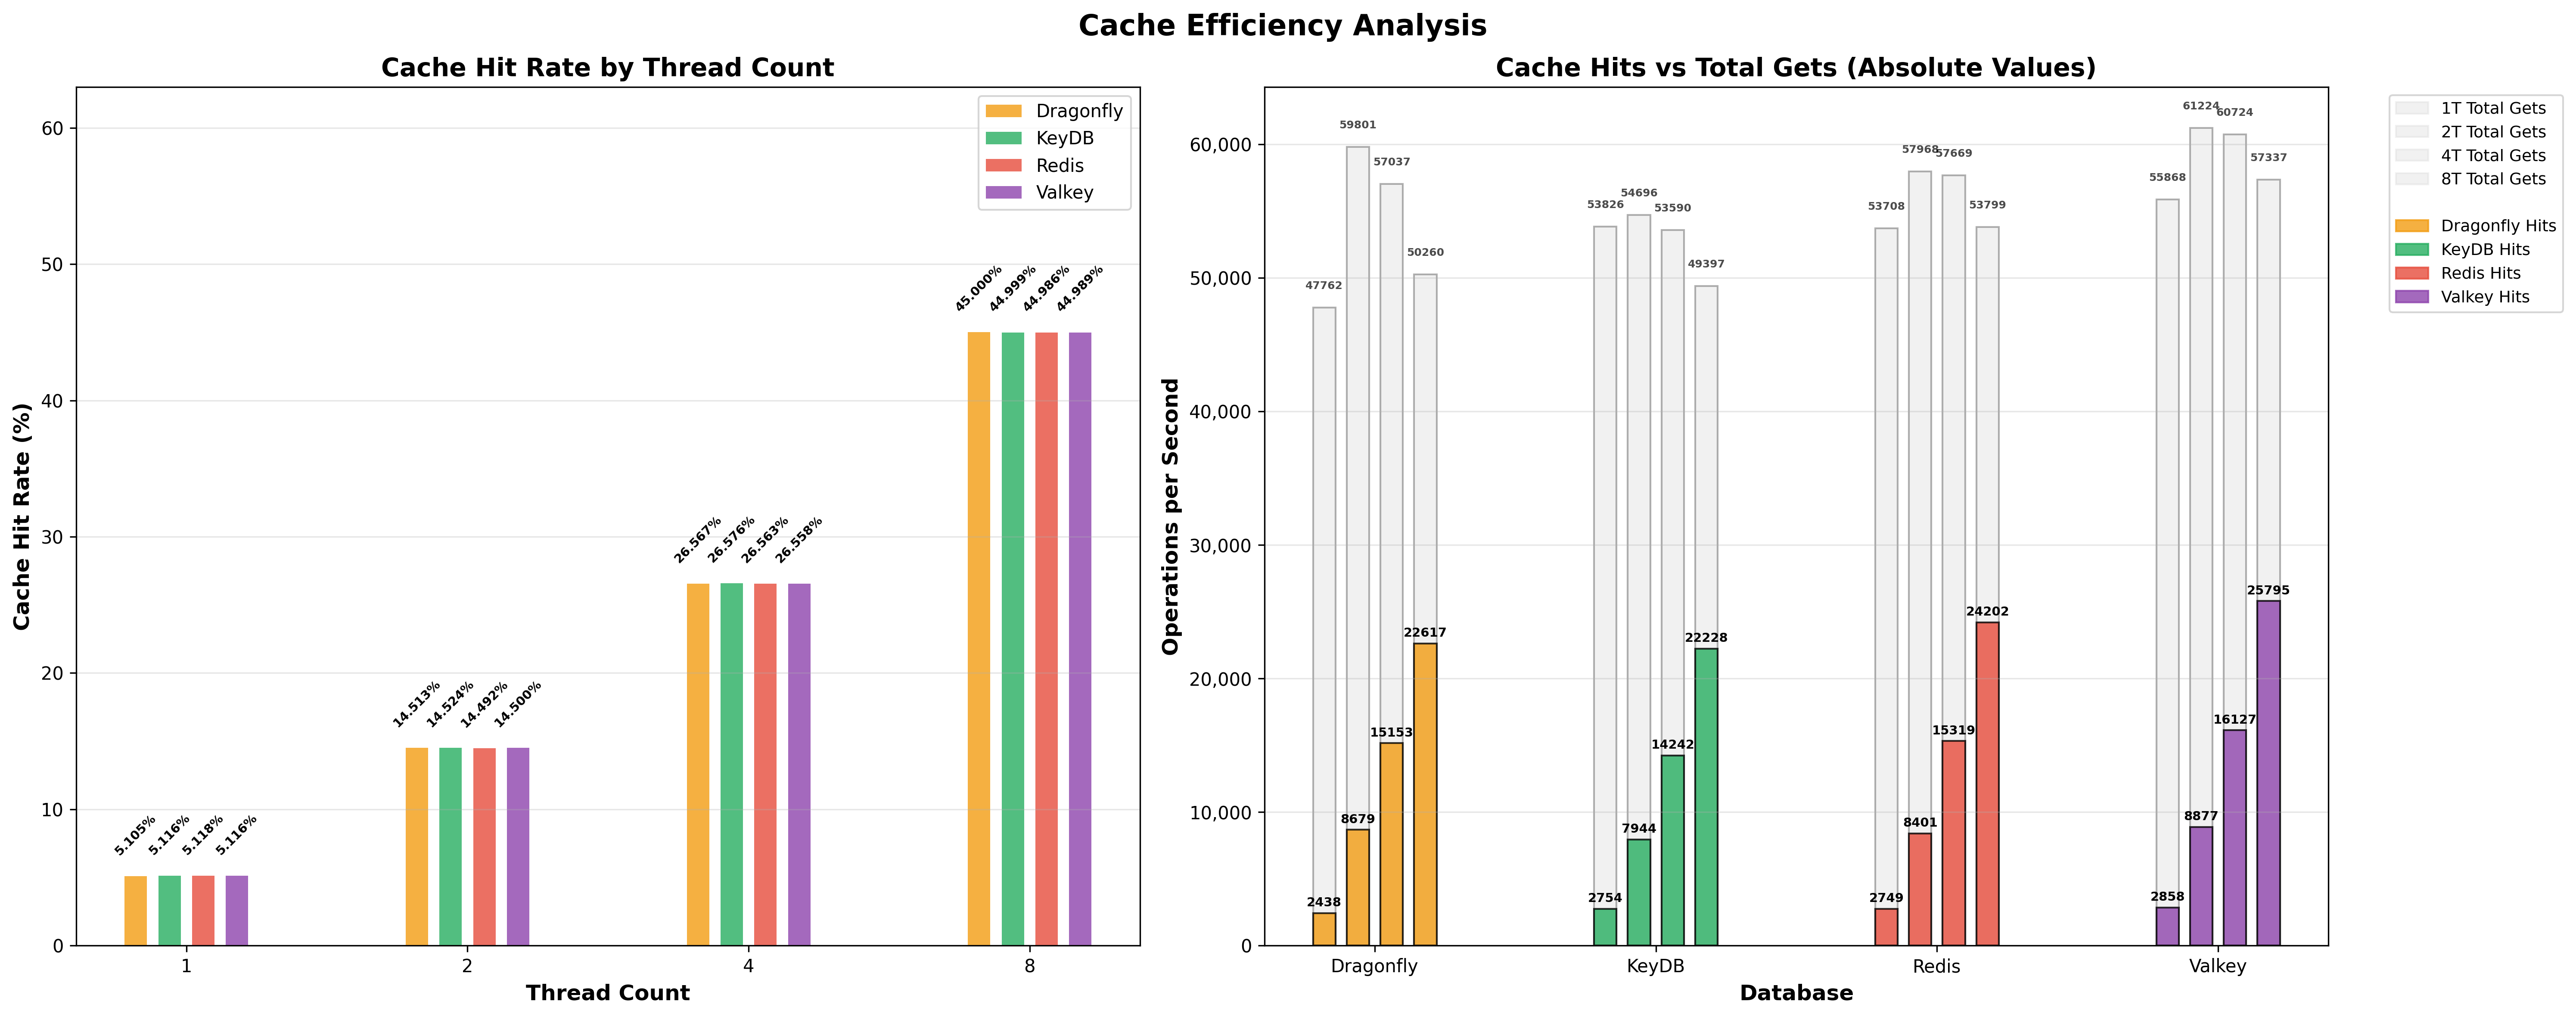 Cache Efficiency Analysis
Cache Hit Rate by Thread Count
Cache Hit Rate (%)
60
50
40
30
20
10
0
Dragonfly
KeyDB
Redis
Valkey
5.105%
5.116%
5.118%
5.116%
14.513%
14.524%
14.492%
14.500%
26.567%
26.576%
26.563%
26.558%
45.000%
44.999%
44.986%
44.989%
1
2
4
8
Thread Count
Cache Hits vs Total Gets (Absolute Values)
Operations per Second
60,000
50,000
40,000
30,000
20,000
10,000
0
47762
59801
57037
50260
53826
54696
53590
49397
53708
57968
57669
53799
55868
61224
60724
57337
2438
8679
15153
22617
2754
7944
14242
22228
2749
8401
15319
24202
2858
8877
16127
25795
Dragonfly
KeyDB
Redis
Valkey
Database
1T Total Gets
2T Total Gets
4T Total Gets
8T Total Gets
Dragonfly Hits
KeyDB Hits
Redis Hits
Valkey Hits